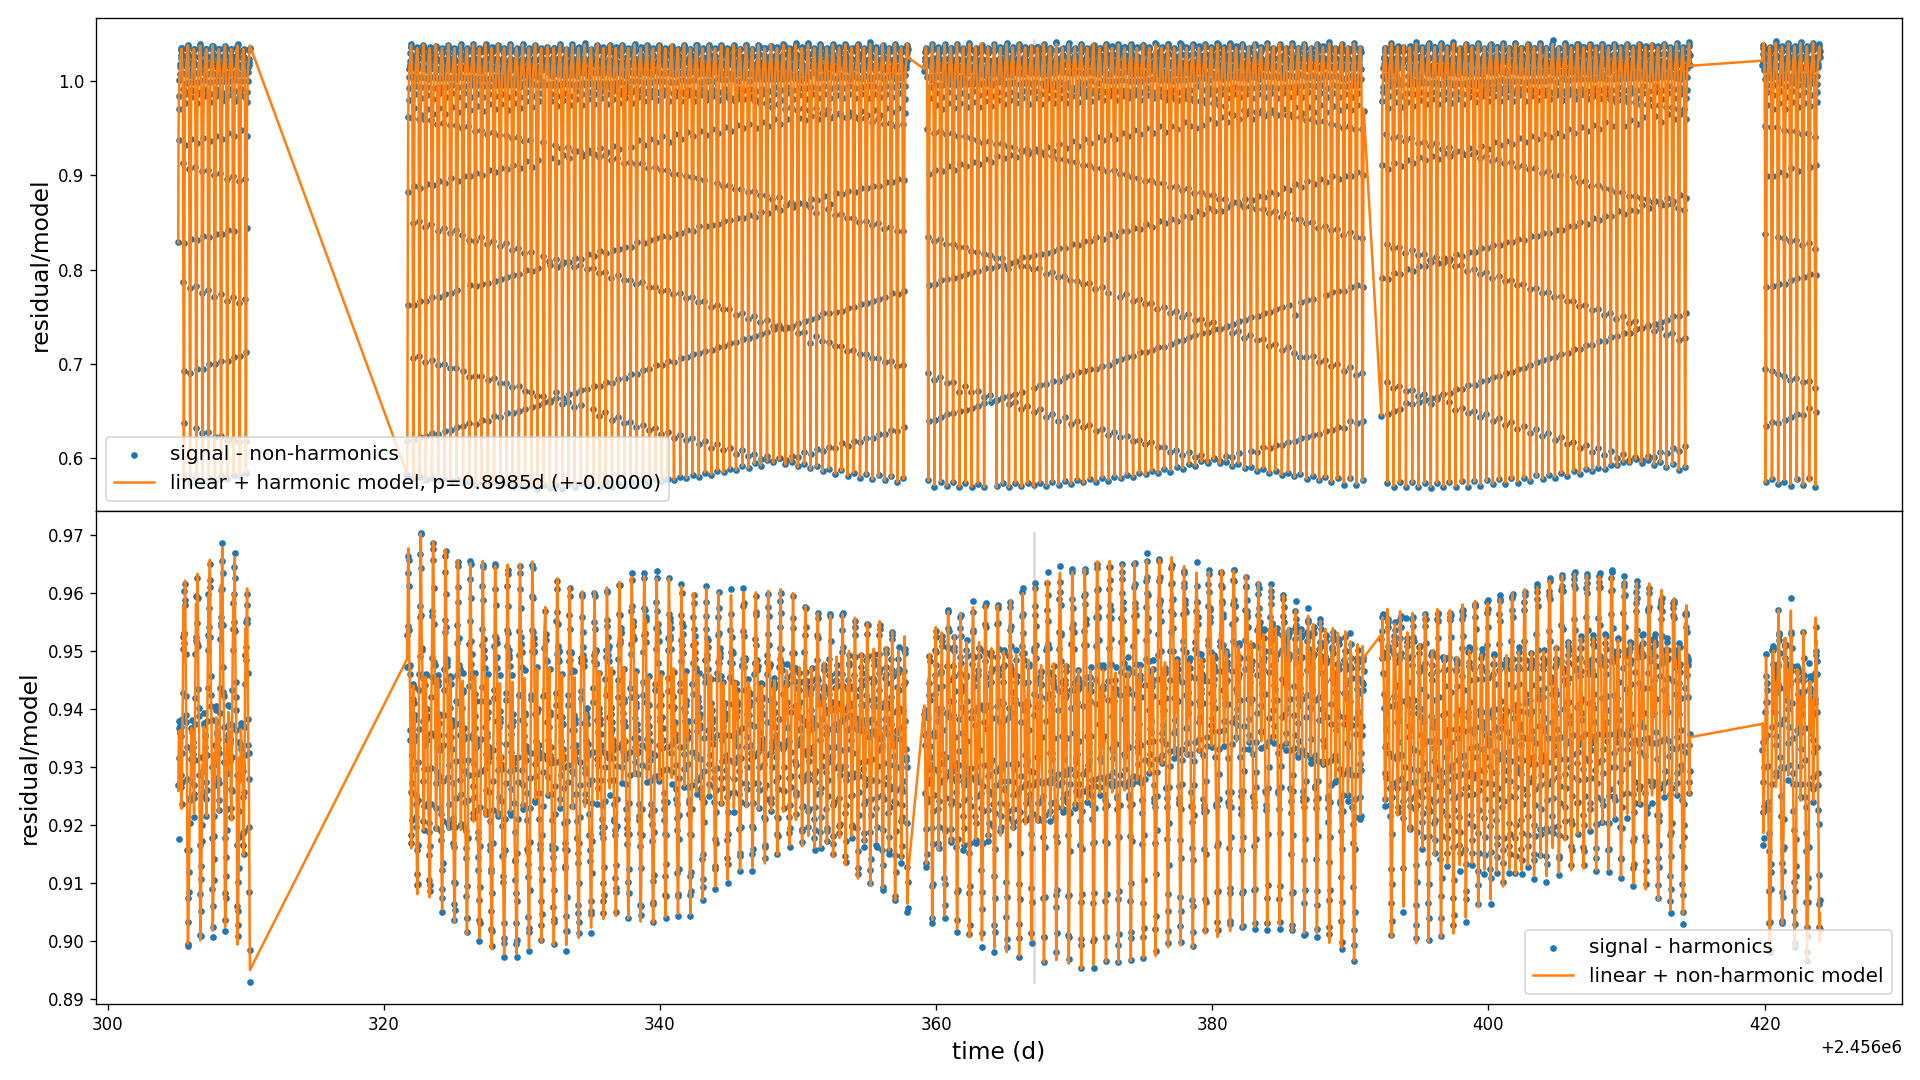 1.0
0.9
0.8
0.7
0.6
residual/model
signal - non-harmonics
linear + harmonic model, p=0.8985d (+-0.0000)
0.97
0.96
0.95
0.94
0.93
0.92
0.91
0.90
0.89
residual/model
signal - harmonics
linear + non-harmonic model
300 320 340 360 380 400 420
time (d)
+2.456e6